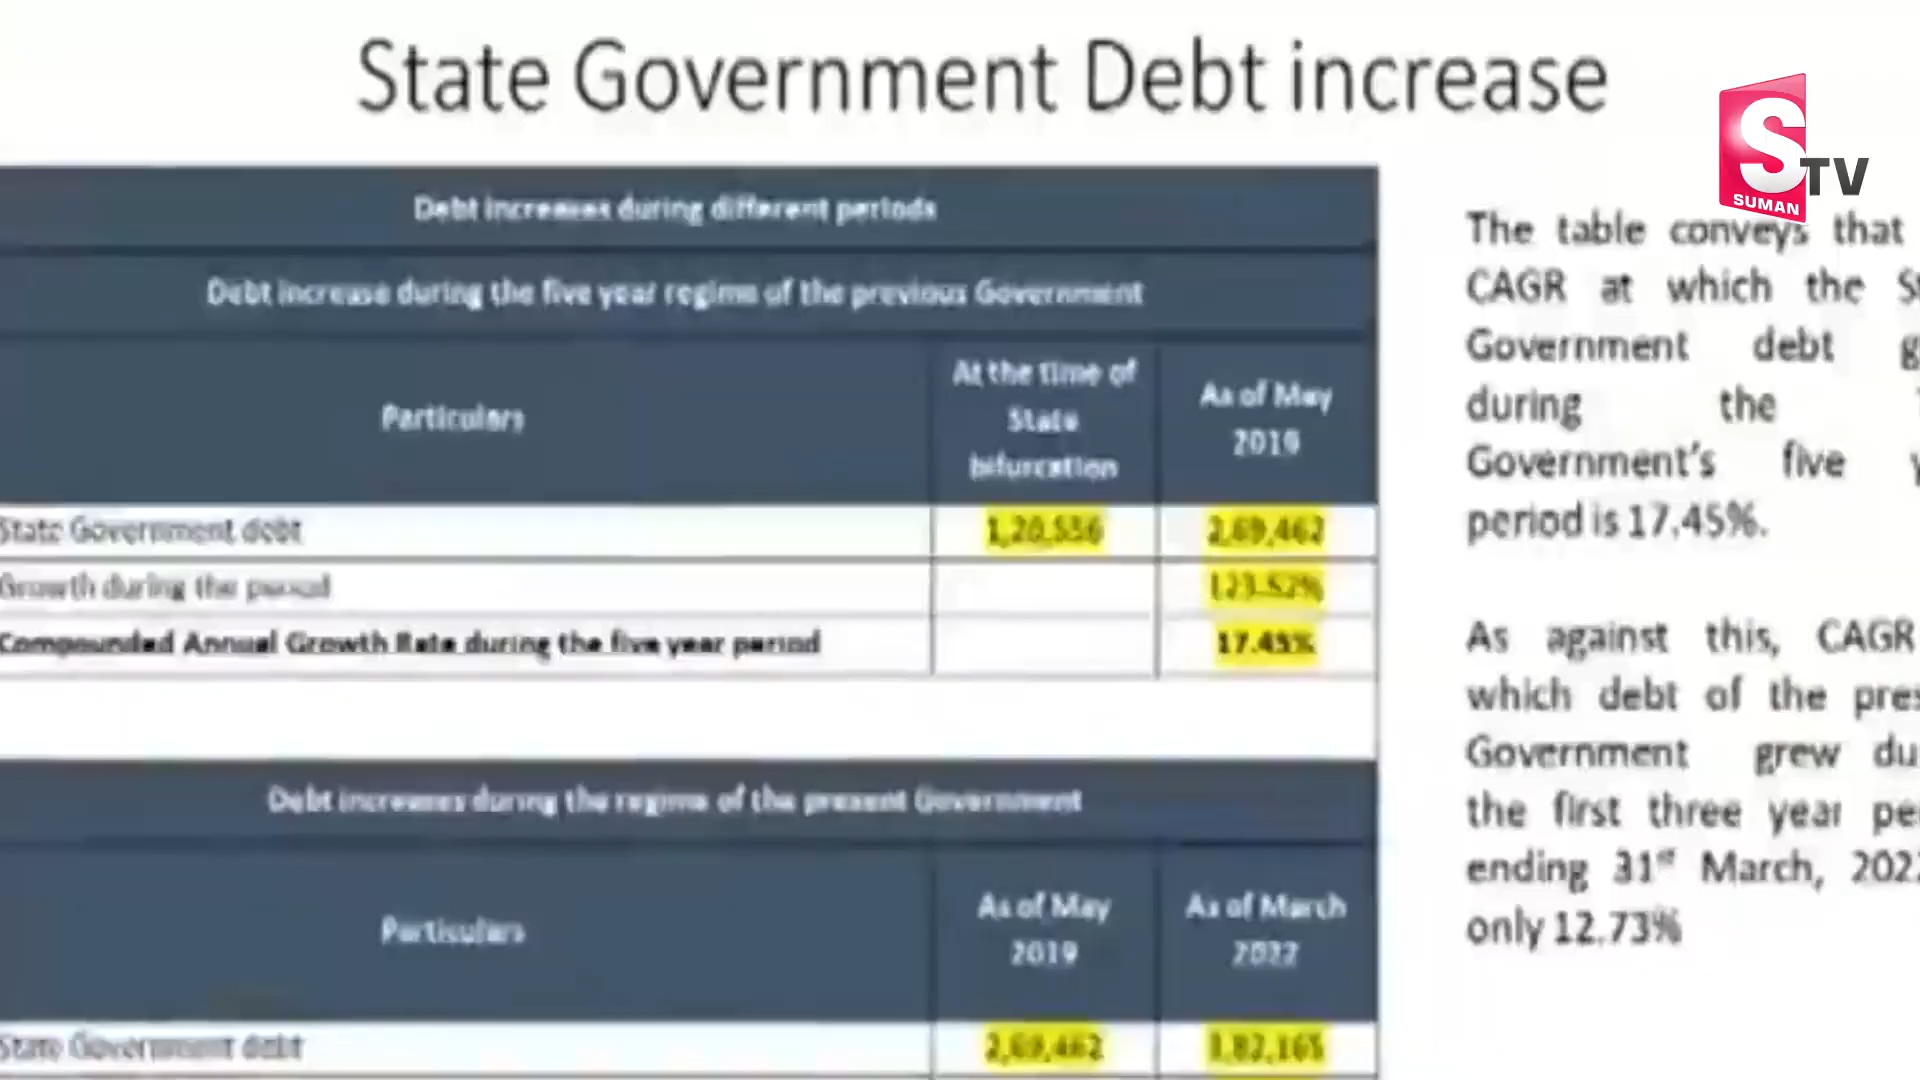 State Government Debt increase
S TV
SUMAN
Debt increases during different periods
Debt increase during the five year regime of the previous Government
Particulars
At the time of
State
bifurcation
As of May
2019
State Government debt
1,20,556
2,69,462
Growth during the period
123.52%
Compounded Annual Growth Rate during the five year period
17.45%
Debt increases during the regime of the present Government
Particulars
As of May
2019
As of March
2022
State Government debt
2,69,462
3,82,165
The table conveys that
CAGR at which the
Government debt
during the
Government's five
period is 17.45%.
As against this, CAGR
which debt of the
Government grew
the first three year
ending 31st March,
only 12.73%